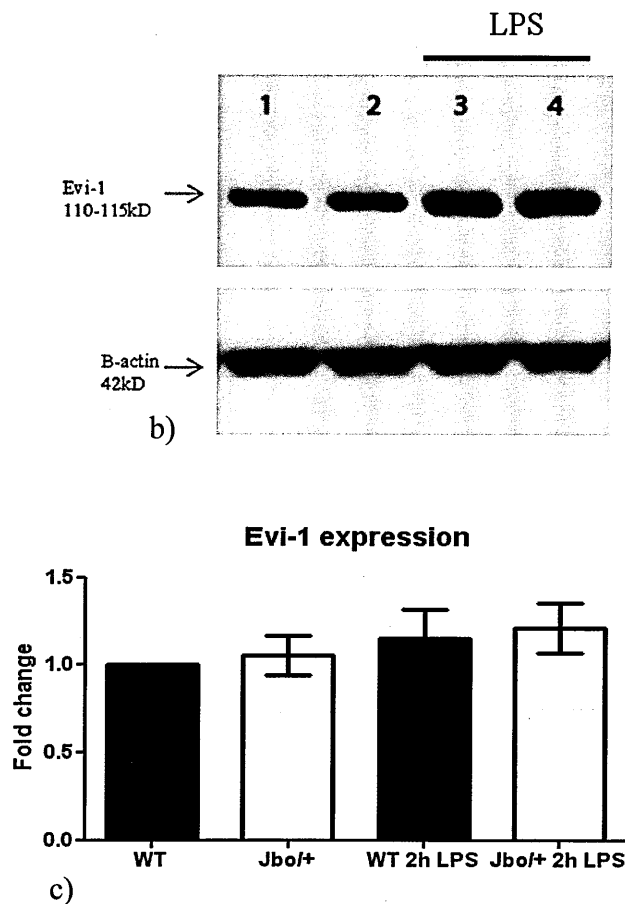 LPS
1 2 3 4
Evi-1
110-115kD
B-actin
42kD
b)
Evi-1 expression
Fold change
1.5
1.0
0.5
0.0
WT Jbo/+ WT 2h LPS Jbo/+ 2h LPS
c)